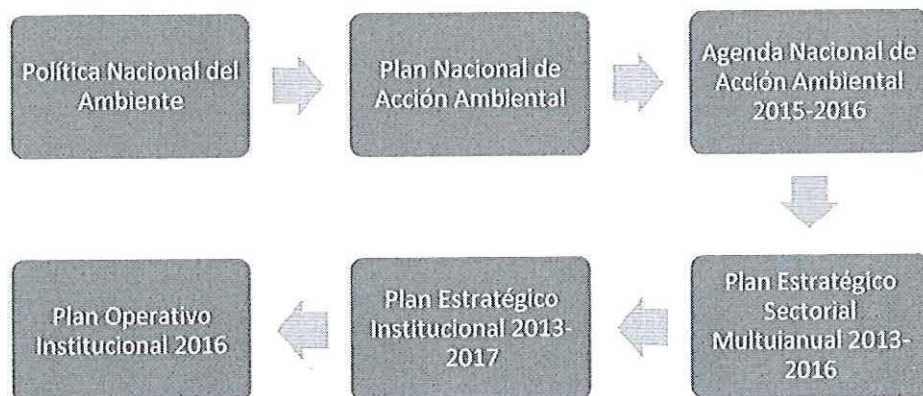 Política Nacional del
Ambiente
Plan Nacional de
Acción Ambiental
Agenda Nacional de
Acción Ambiental
2015-2016
Plan Estratégico
Sectorial
Multuianual 2013-
2016
Plan Estratégico
Institucional 2013-
2017
Plan Operativo
Institucional 2016